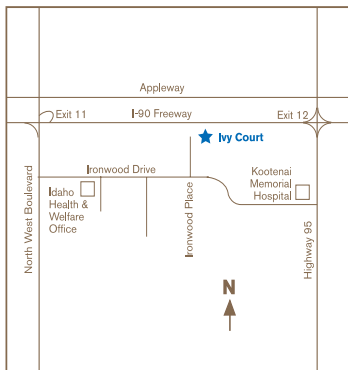 Appleway
Exit 11
I-90 Freeway
Exit 12
Ivy Court
Ironwood Drive
Kootenai
Memorial
Hospital
Idaho
Health &
Welfare
Office
North West Boulevard
Ironwood Place
Highway 95
N